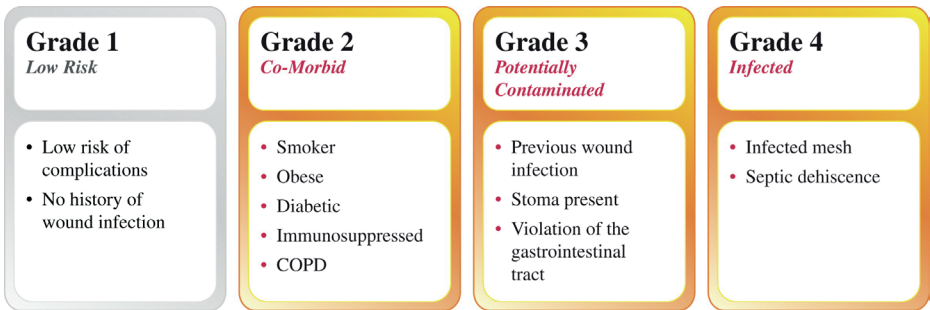 Grade 1
Low Risk
• Low risk of
complications
• No history of
wound infection
Grade 2
Co-Morbid
• Smoker
• Obese
• Diabetic
• Immunosuppressed
• COPD
Grade 3
Potentially
Contaminated
• Previous wound
infection
• Stoma present
• Violation of the
gastrointestinal
tract
Grade 4
Infected
• Infected mesh
• Septic dehiscence